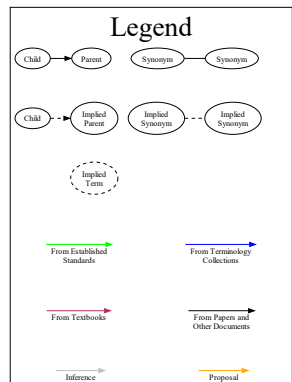 Legend
Child Parent Synonym Synonym
Child Implied Parent Implied Synonym Implied Synonym
Implied
Term
From Established
Standards
From Terminology
Collections
From Textbooks
From Papers and
Other Documents
Inference
Proposal